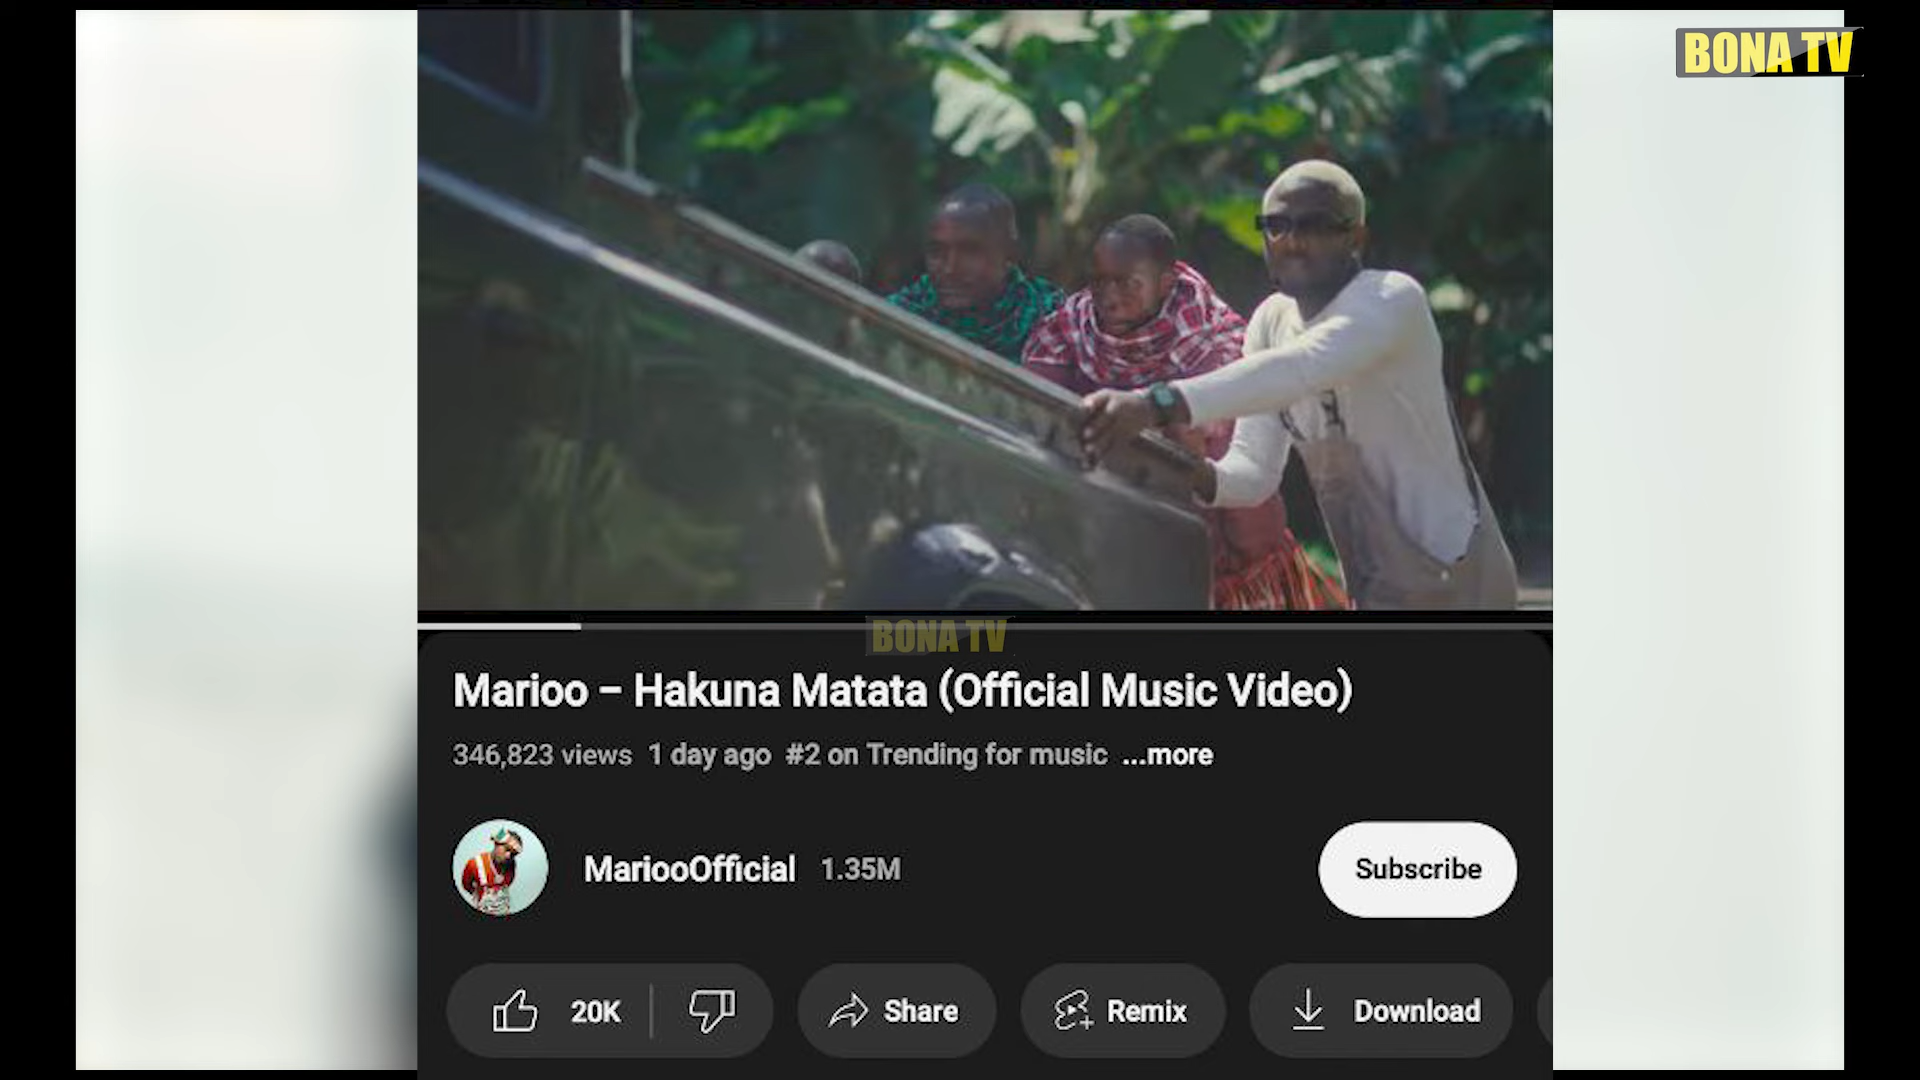 BONA TV
BONA TV
Marioo – Hakuna Matata (Official Music Video)
346,823 views 1 day ago #2 on Trending for music ...more
MariooOfficial 1.35M
Subscribe
20K Share Remix Download